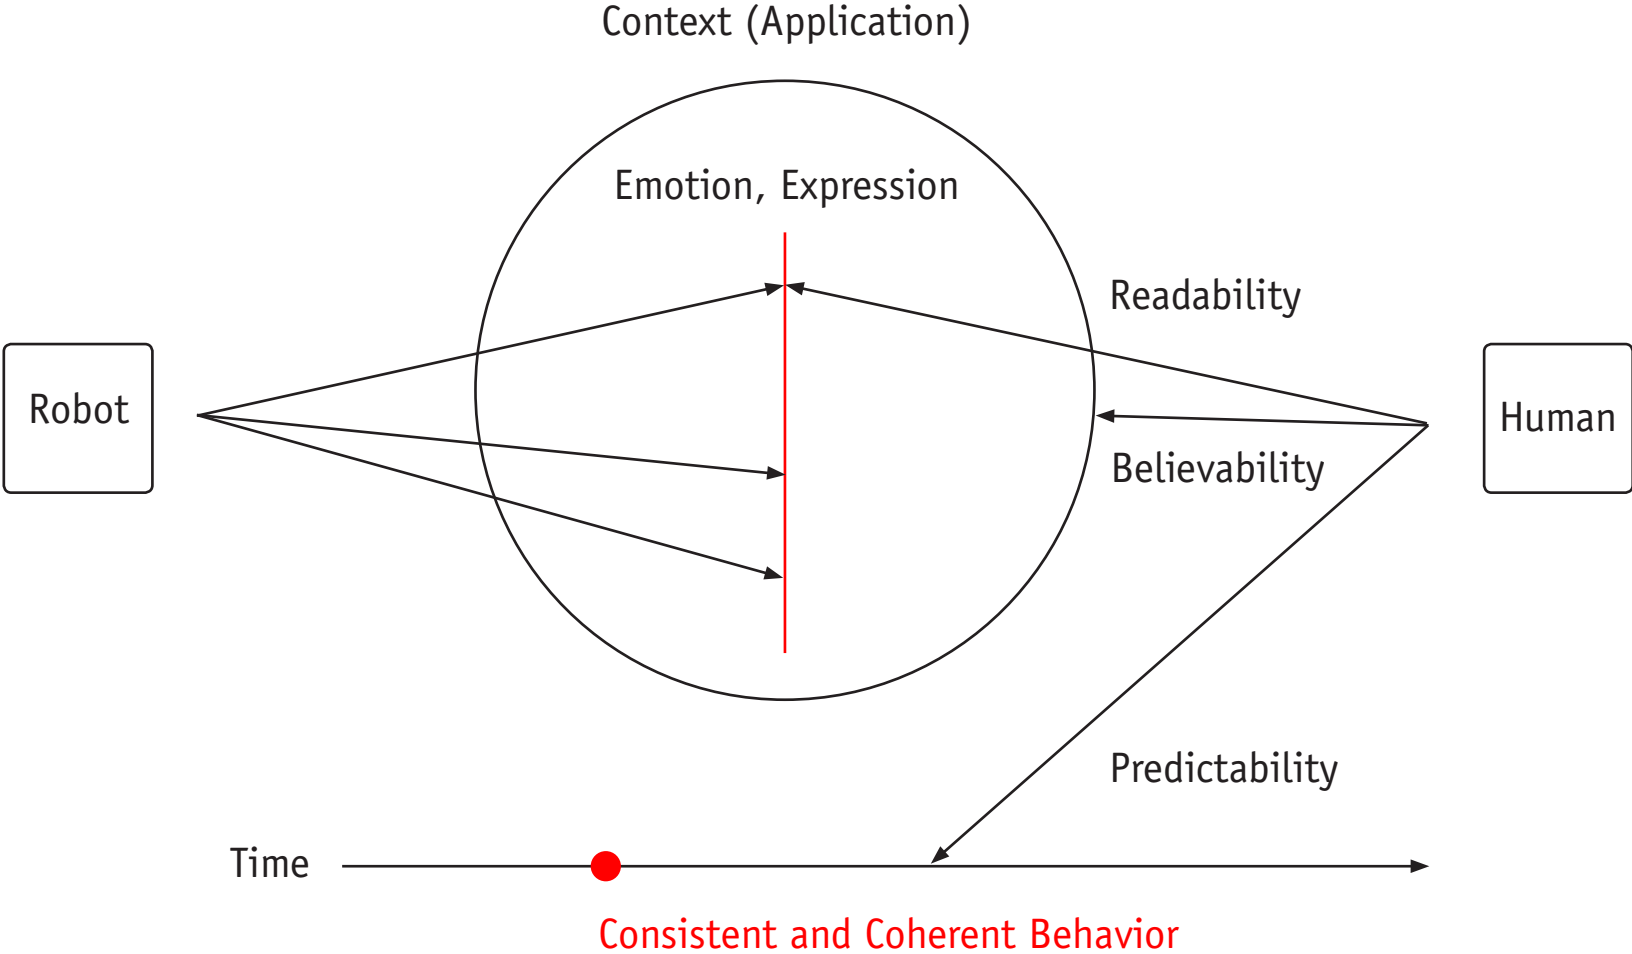 Context (Application)
Emotion, Expression
Readability
Robot
Human
Believability
Predictability
Time
Consistent and Coherent Behavior